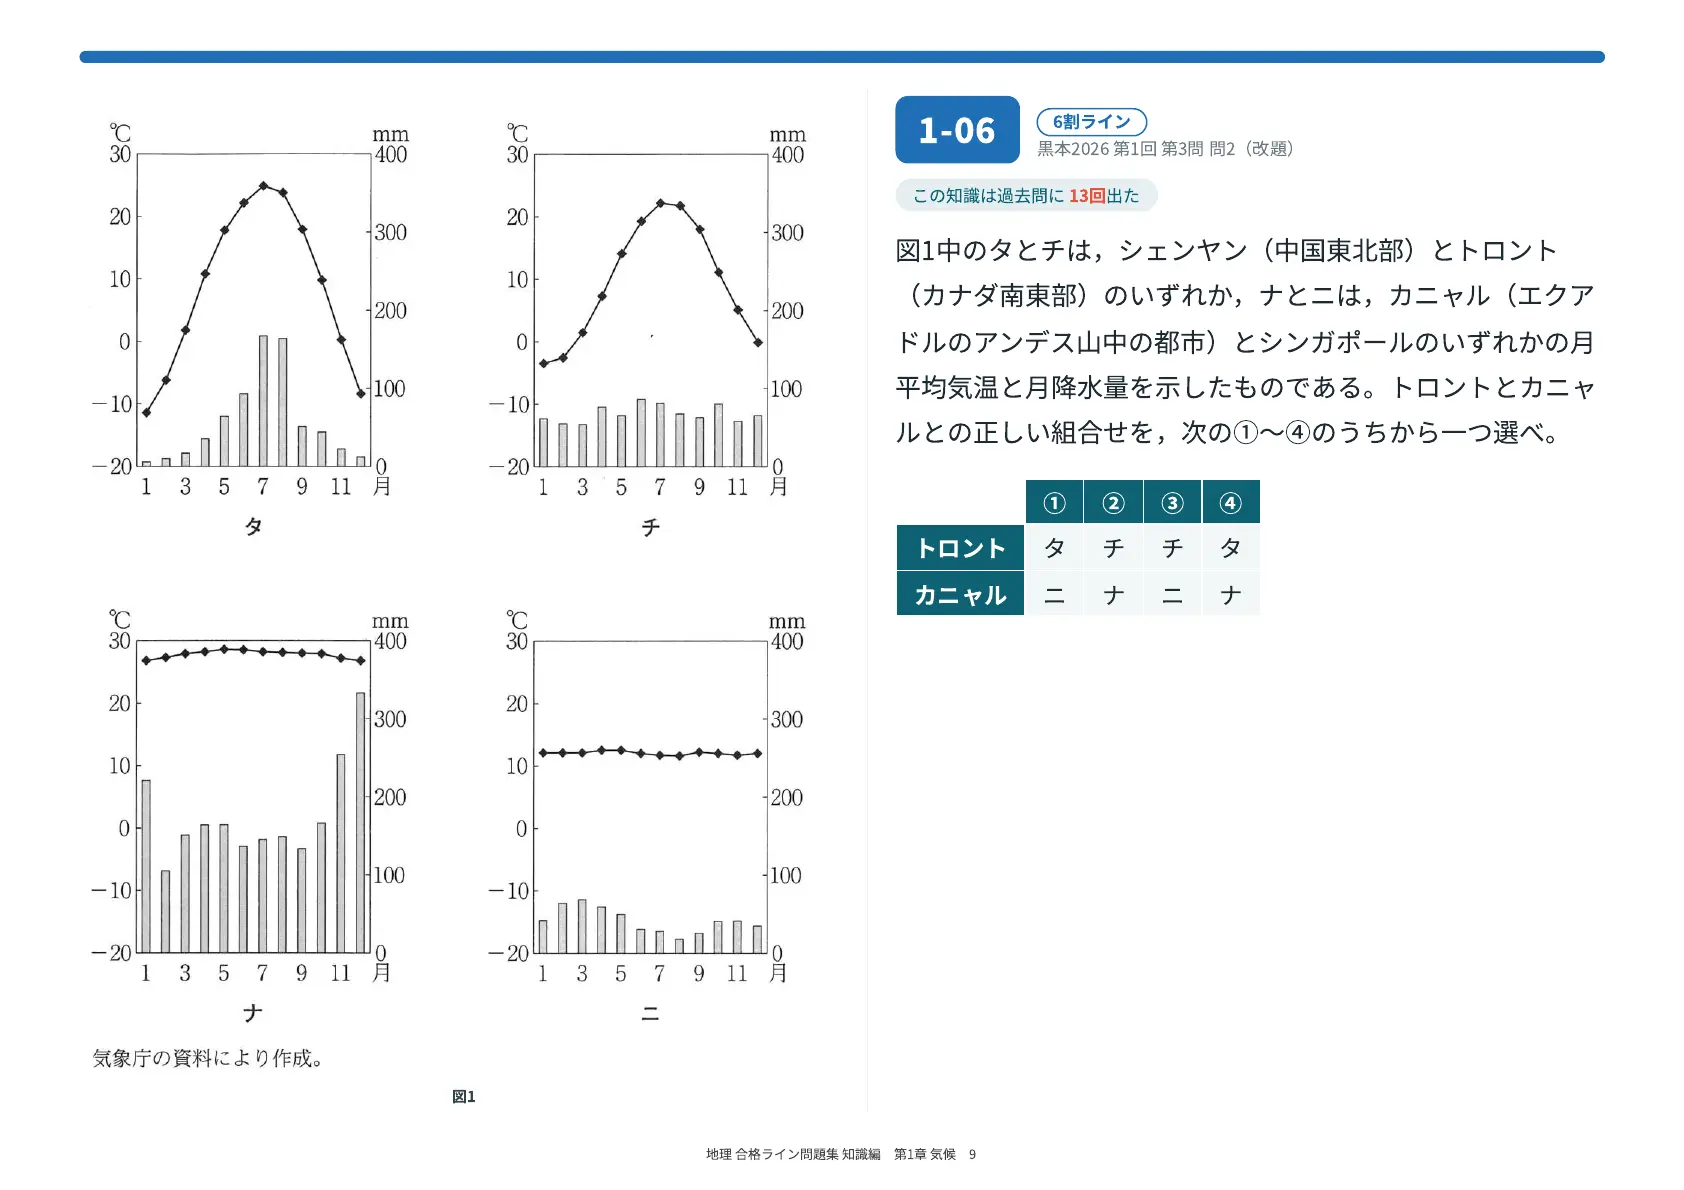 ℃ mm
30 400
20 300
10 200
0 100
-10
-20 0
1 3 5 7 9 11 月
タ
℃ mm
30 400
20 300
10 200
0 100
-10
-20 0
1 3 5 7 9 11 月
チ
℃ mm
30 400
20 300
10 200
0 100
-10
-20 0
1 3 5 7 9 11 月
ナ
℃ mm
30 400
20 300
10 200
0 100
-10
-20 0
1 3 5 7 9 11 月
ニ
気象庁の資料により作成。
図1
1-06
6割ライン
黒本2026 第1回 第3問 問2（改題）
この知識は過去問に 13回出た
図1中のタとチは，シェンヤン（中国東北部）とトロント
（カナダ南東部）のいずれか，ナとニは，カニャル（エクア
ドルのアンデス山中の都市）とシンガポールのいずれかの月
平均気温と月降水量を示したものである。トロントとカニャ
ルとの正しい組合せを，次の①～④のうちから一つ選べ。
① ② ③ ④
トロント タ チ チ タ
カニャル ニ ナ ニ ナ
地理 合格ライン問題集 知識編　第1章 気候　9